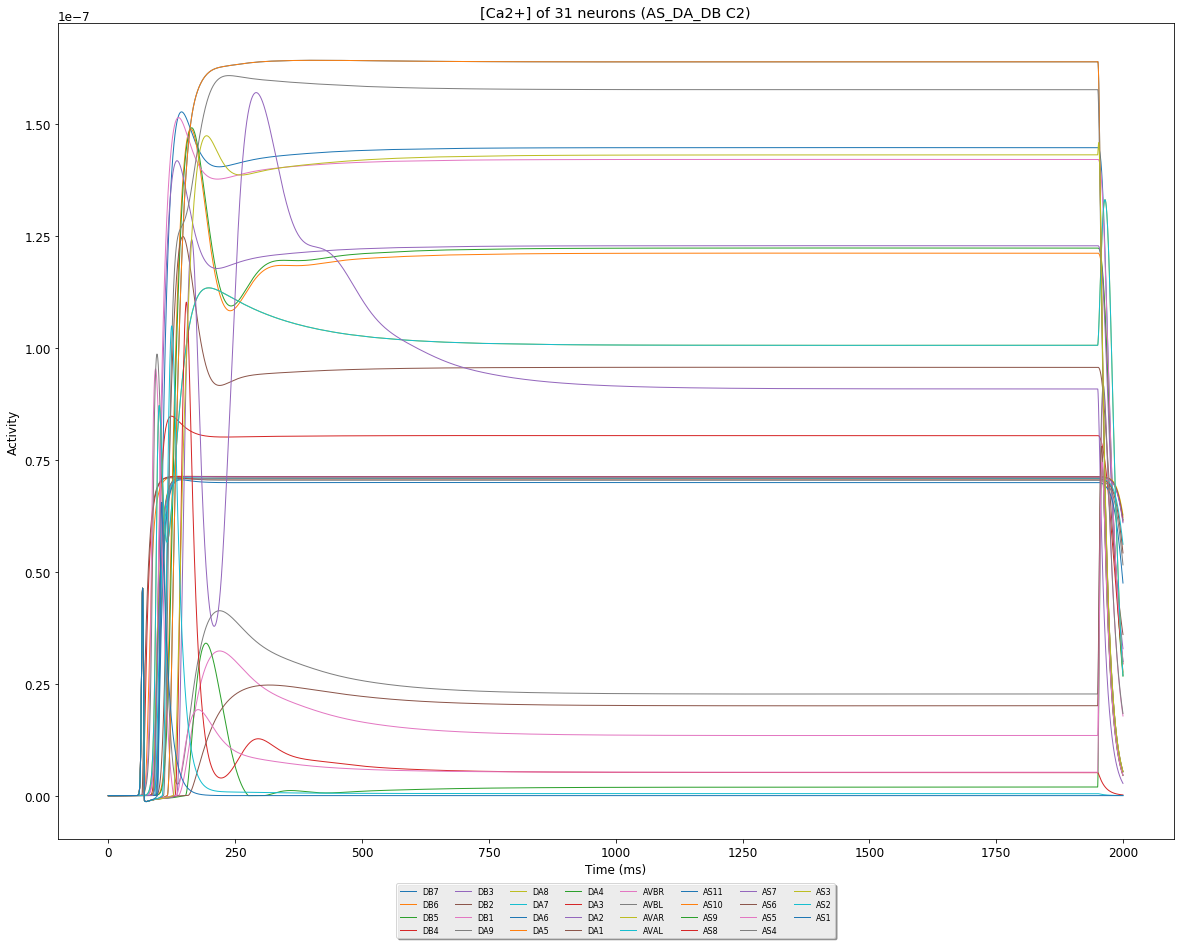 [Ca2+] of 31 neurons (AS_DA_DB C2)
1e−7
1.50
1.25
1.00
0.75
0.50
0.25
0.00
Activity
0 250 500 750 1000 1250 1500 1750 2000
Time (ms)
DB7 DB3 DA8 DA4 AVBR AS11 AS7 AS3
DB6 DB2 DA7 DA3 AVBL AS10 AS6 AS2
DB5 DB1 DA6 DA2 AVAR AS9 AS5 AS1
DB4 DA9 DA5 DA1 AVAL AS8 AS4